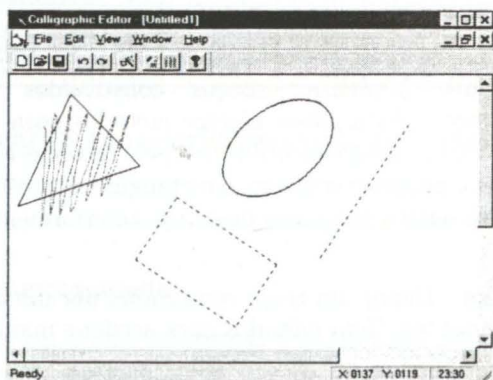 Calligraphic Editor - [Untitled1]
File Edit View Window Help
Ready X:0137 Y:0119 23:30